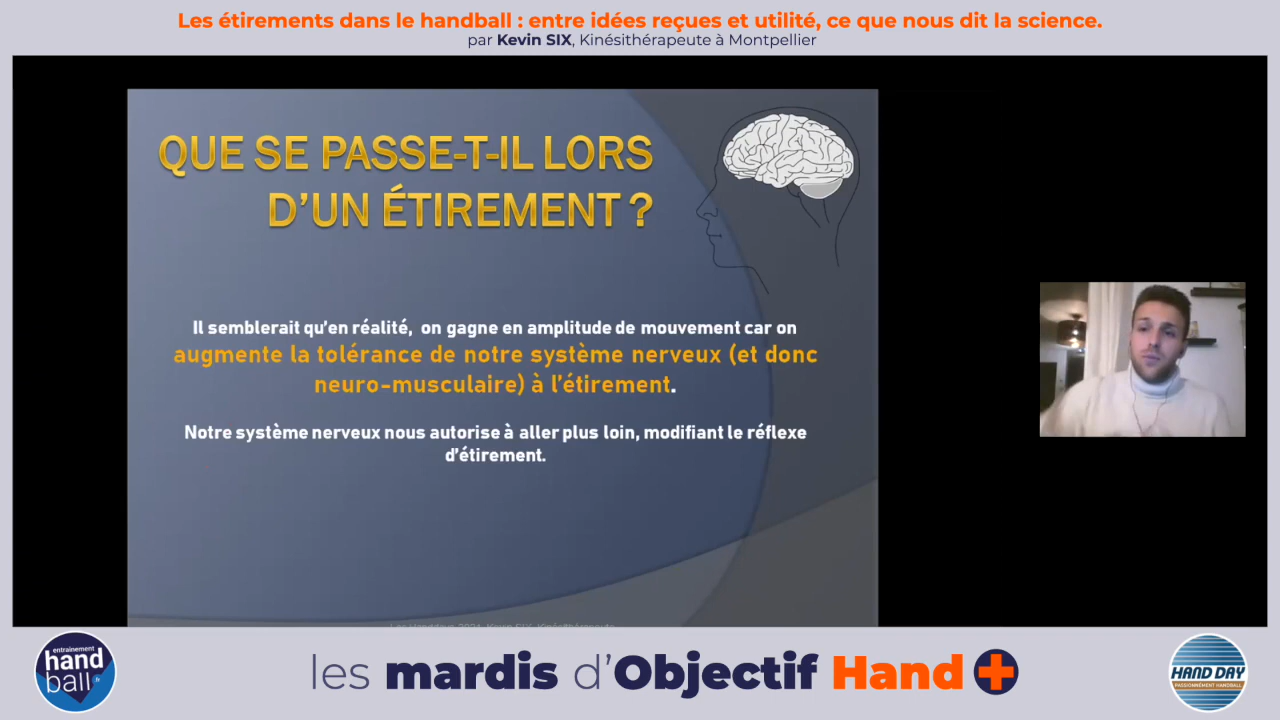 Les étirements dans le handball : entre idées reçues et utilité, ce que nous dit la science.
par Kevin SIX, Kinésithérapeute à Montpellier
QUE SE PASSE-T-IL LORS
D’UN ÉTIREMENT ?
Il semblerait qu’en réalité, on gagne en amplitude de mouvement car on
augmente la tolérance de notre système nerveux (et donc
neuro-musculaire) à l’étirement.
Notre système nerveux nous autorise à aller plus loin, modifiant le réflexe
d’étirement.
entrainement
hand
ball.fr
les mardis d’Objectif Hand +
HAND DAY
PASSIONNÉMENT HANDBALL